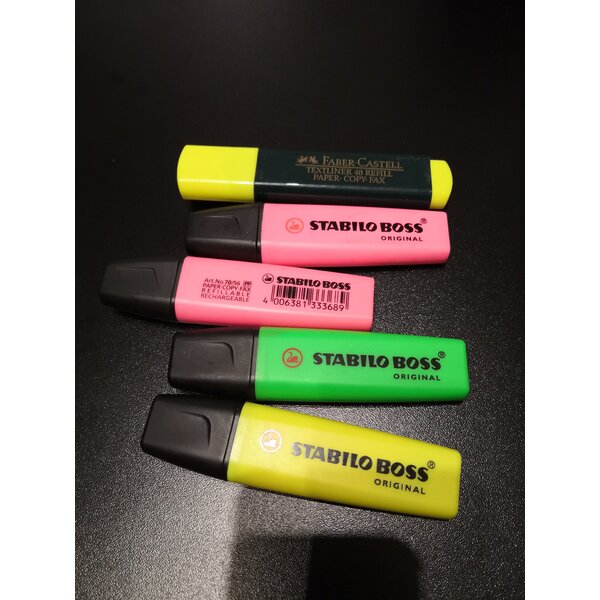 FABER-CASTELL
TEXTLINER 48 REFILL
PAPER · COPY · FAX
STABILO BOSS®
ORIGINAL
Art.No.70/56
PAPER·COPY·FAX
REFILLABLE
RECHARGEABLE
STABILO BOSS
4 006381 333689
STABILO BOSS®
ORIGINAL
STABILO BOSS®
ORIGINAL